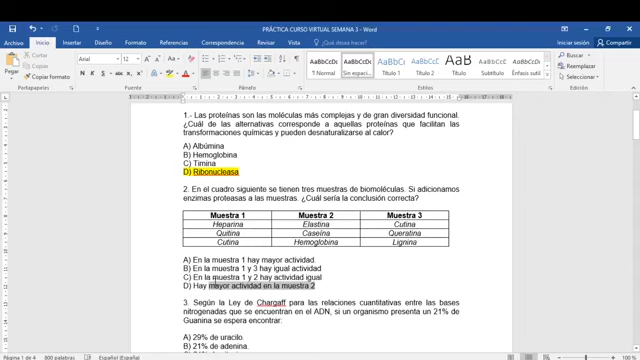 PRÁCTICA CURSO VIRTUAL SEMANA 3 - Word
Archivo Inicio Insertar Diseño Formato Referencias Correspondencia Revisar Vista ¿Qué desea hacer? Iniciar sesión Compartir
Pegar
Cortar
Copiar
Copiar formato
Arial 12
AaBbCcDc AaBbCcDc AaBbCc AaBbCcD AaB AaBbCcD
1 Normal Sin espaci... Título 1 Título 2 Título Énfasis sutil
Buscar
Reemplazar
Seleccionar
1.- Las proteínas son las moléculas más complejas y de gran diversidad funcional.
¿Cuál de las alternativas corresponde a aquellas proteínas que facilitan las
transformaciones químicas y pueden desnaturalizarse al calor?
A) Albúmina
B) Hemoglobina
C) Timina
D) Ribonucleasa
2. En el cuadro siguiente se tienen tres muestras de biomoléculas. Si adicionamos
enzimas proteasas a las muestras. ¿Cuál sería la conclusión correcta?
Muestra 1 Muestra 2 Muestra 3
Heparina Elastina Cutina
Quitina Caseína Queratina
Cutina Hemoglobina Lignina
A) En la muestra 1 hay mayor actividad.
B) En la muestra 1 y 3 hay igual actividad
C) En la muestra 1 y 2 hay actividad igual
D) Hay mayor actividad en la muestra 2
3. Según la Ley de Chargaff para las relaciones cuantitativas entre las bases
nitrogenadas que se encuentran en el ADN, si un organismo presenta un 21% de
Guanina se espera encontrar:
A) 29% de uracilo.
B) 21% de adenina.
Página 1 de 4 800 palabras Español (España)